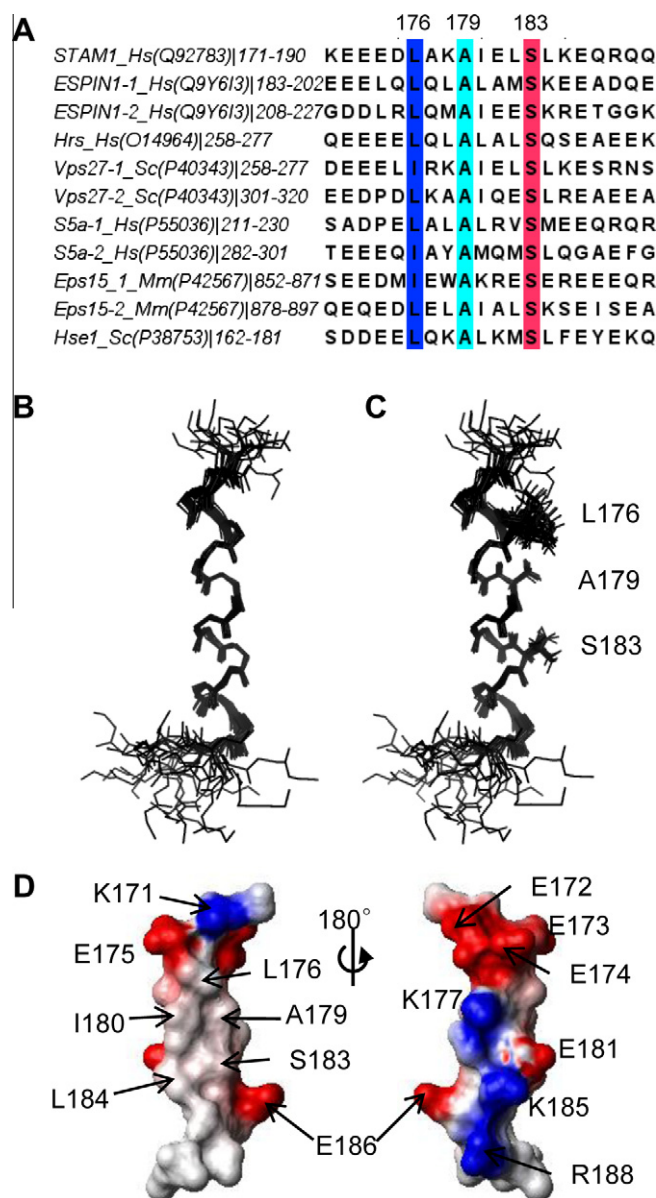 176 179 183
A
STAM1_Hs(Q92783)|171-190 KEEEDLAKAIELSLKEQRQQ
ESPIN1-1_Hs(Q9Y6I3)|183-202 EEELQLQLALAMSKEEADQE
ESPIN1-2_Hs(Q9Y6I3)|208-227 GDDLRLQMAIEESKRETGGK
Hrs_Hs(O14964)|258-277 QEEEELQLALALSQSEAEEK
Vps27-1_Sc(P40343)|258-277 DEEELIRKAIELSLKESRNS
Vps27-2_Sc(P40343)|301-320 EEDPDLKAAIQESLREAEEA
S5a-1_Hs(P55036)|211-230 SADPELALALRVSMEEQRQR
S5a-2_Hs(P55036)|282-301 TEEEQIAYAMQMSLQGAEFG
Eps15_1_Mm(P42567)|852-871 SEEDMIEWAKRESEREEEQR
Eps15-2_Mm(P42567)|878-897 QEQEDLELAIALSKSEISEA
Hse1_Sc(P38753)|162-181 SDDEELQKALKMSLFEYEKQ
B
C
L176
A179
S183
D
K171
E175
L176
I180
A179
S183
L184
E186
180°
E172
E173
E174
K177
E181
K185
R188